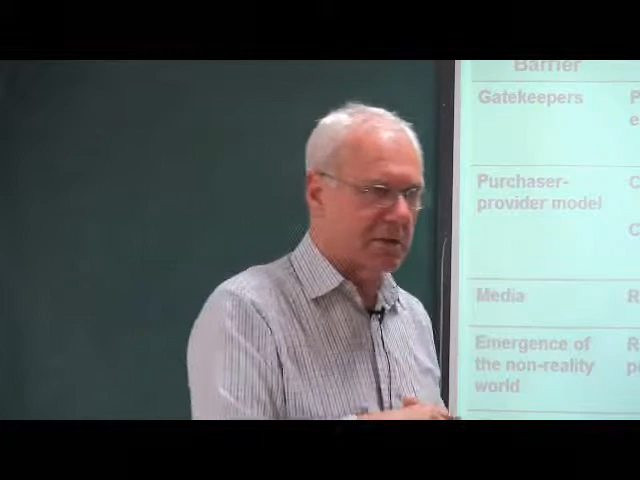 Barrier
Gatekeepers
Purchaser-
provider model
Media
Emergence of
the non-reality
world